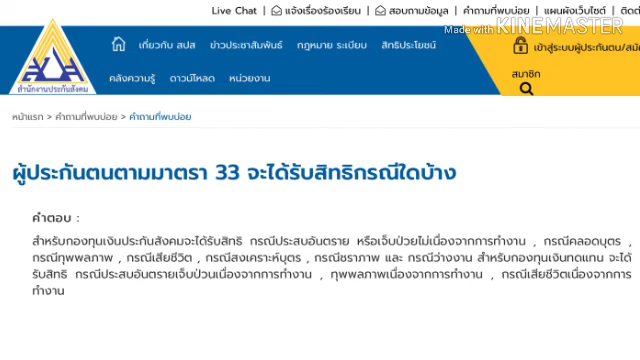 Live Chat | แจ้งเรื่องร้องเรียน | สอบถามข้อมูล | คำถามที่พบบ่อย | แผนผังเว็บไซต์ | ติดต่
Made with KINEMASTER
เกี่ยวกับ สปส ข่าวประชาสัมพันธ์ กฎหมาย ระเบียบ สิทธิประโยชน์ เข้าสู่ระบบผู้ประกันตน/สมั
คลังความรู้ ดาวน์โหลด หน่วยงาน สมาชิก
สปส
สำนักงานประกันสังคม
หน้าแรก > คำถามที่พบบ่อย > คำถามที่พบบ่อย
ผู้ประกันตนตามมาตรา 33 จะได้รับสิทธิกรณีใดบ้าง
คำตอบ :
สำหรับกองทุนเงินประกันสังคมจะได้รับสิทธิ กรณีประสบอันตราย หรือเจ็บป่วยไม่เนื่องจากการทำงาน , กรณีคลอดบุตร ,
กรณีทุพพลภาพ , กรณีเสียชีวิต , กรณีสงเคราะห์บุตร , กรณีชราภาพ และ กรณีว่างงาน สำหรับกองทุนเงินทดแทน จะได้
รับสิทธิ กรณีประสบอันตรายเจ็บป่วนเนื่องจากการทำงาน , ทุพพลภาพเนื่องจากการทำงาน , กรณีเสียชีวิตเนื่องจากการ
ทำงาน